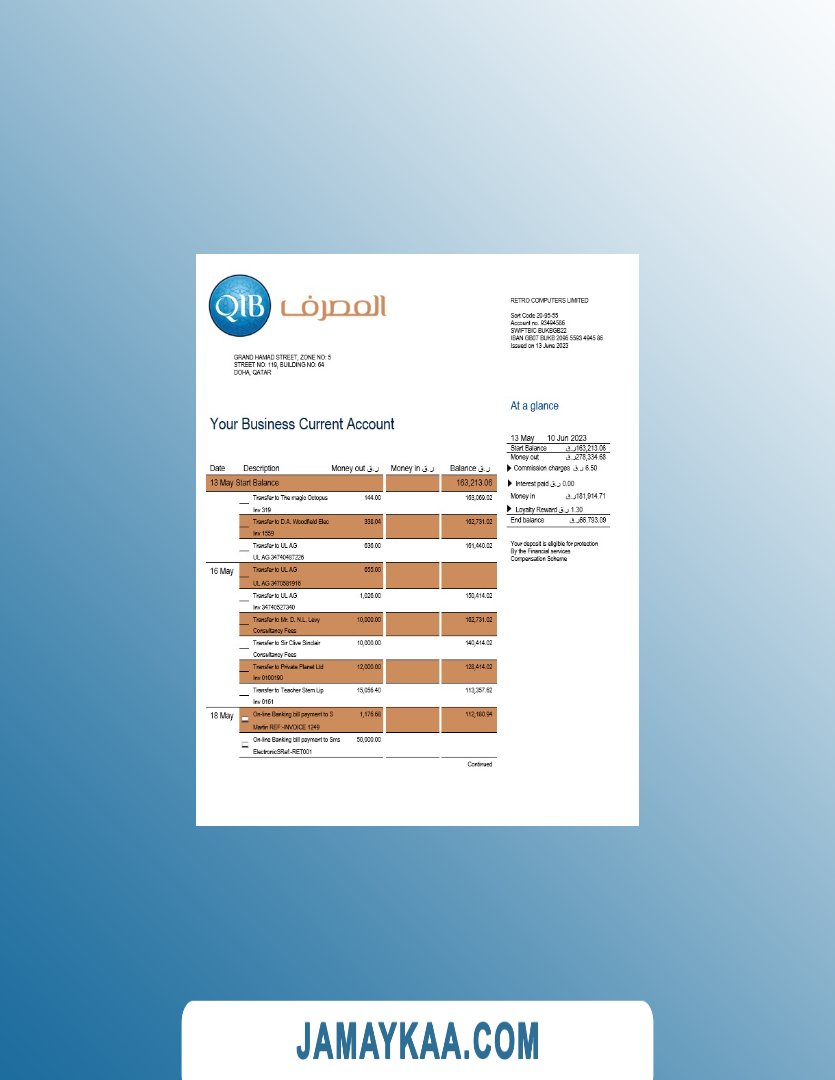 QIB المصرف
RETRO COMPUTERS LIMITED
Sort Code 20-95-55
Account no. 93494585
SWIFTBIC BUKBGB22
IBAN GB07 BUKB 2095 5593 4945 85
Issued on 13 June 2023
GRAND HAMAD STREET, ZONE NO: 5
STREET NO: 119, BUILDING NO: 64
DOHA, QATAR
At a glance
Your Business Current Account
13 May 10 Jun 2023
Start Balance ر.ق163,213.06
Money out ر.ق278,334.68
Commission charges ر.ق 6.50
Interest paid ر.ق 0.00
Money in ر.ق181,914.71
Loyalty Reward ر.ق 1.30
End balance ر.ق66,793.09
Your deposit is eligible for protection
By the Financial services
Compensation Scheme
Date Description Money out ر.ق Money in ر.ق Balance ر.ق
13 May Start Balance 163,213.06
Transfer to The magic Octopus 144.00 163,069.02
Inv 319
Transfer to D.A. Woodfield Elec 338.04 162,731.02
Inv 1559
Transfer to UL AG 636.00 161,440.02
UL AG 34740487226
16 May Transfer to UL AG 655.00
UL AG 3470581916
Transfer to UL AG 1,026.00 150,414.02
Inv 34740527340
Transfer to Mr. D. N.L. Levy 10,000.00 162,731.02
Consultancy Fees
Transfer to Sir Clive Sinclair 10,000.00 140,414.02
Consultancy Fees
Transfer to Private Planet Ltd 12,000.00 128,414.02
Inv 0100190
Transfer to Teacher Stern Lip 15,056.40 113,357.62
Inv 0161
18 May On-line Banking bill payment to S 1,176.68 112,180.94
Martin REF:-INVOICE 1249
On-line Banking bill payment to Sms 50,000.00
ElectronicSRef:-RET001
Continued
JAMAYKAA.COM